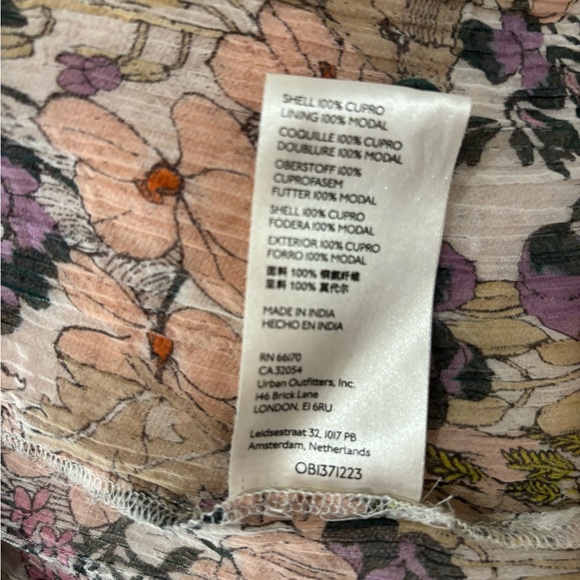 SHELL 100% CUPRO
LINING 100% MODAL
COQUILLE 100% CUPRO
DOUBLURE 100% MODAL
OBERSTOFF 100%
CUPROFASEM
FUTTER 100% MODAL
SHELL 100% CUPRO
FODERA 100% MODAL
EXTERIOR 100% CUPRO
FORRO 100% MODAL
面料 100% 铜氨纤维
里料 100% 莫代尔
MADE IN INDIA
HECHO EN INDIA
RN 66170
CA 32054
Urban Outfitters, Inc.
146 Brick Lane
LONDON, E1 6RU
Leidsestraat 32, 1017 PB
Amsterdam, Netherlands
OB1371223